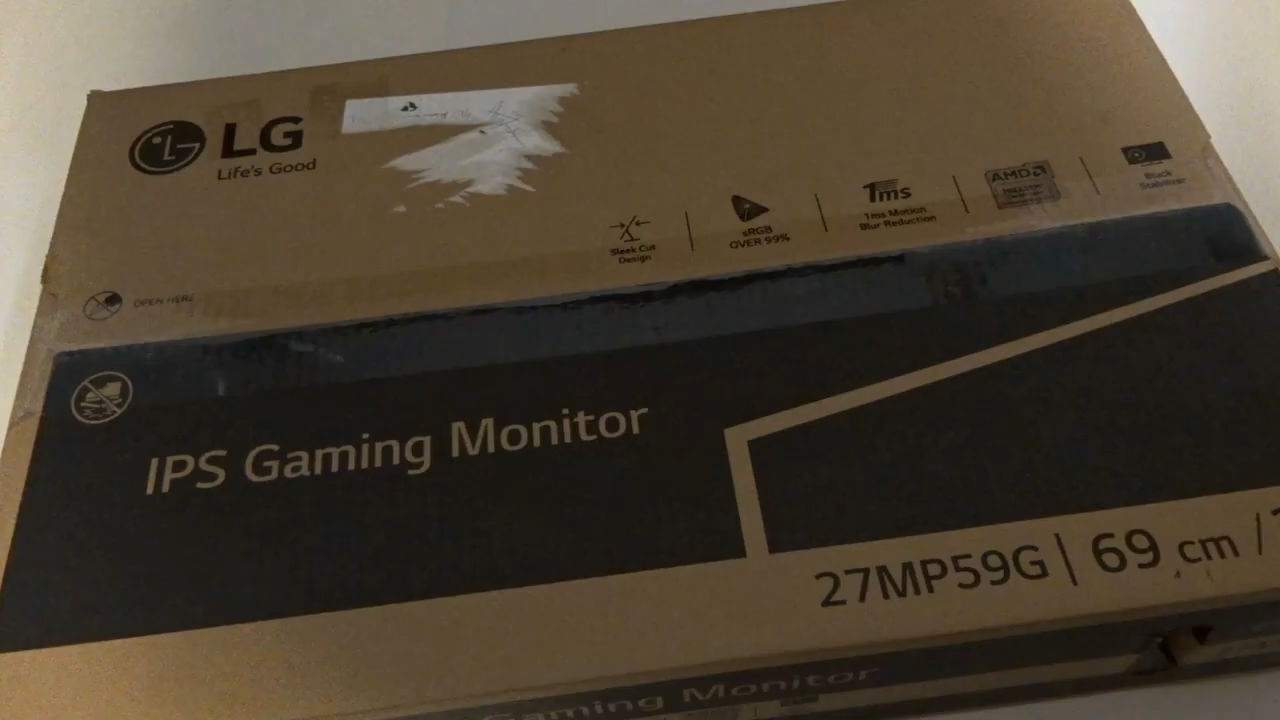 LG
Life's Good
Sleek Cut
Design
sRGB
OVER 99%
1ms
1ms Motion
Blur Reduction
AMD
Black
Stabilizer
OPEN HERE
IPS Gaming Monitor
27MP59G | 69 cm /
Gaming Monitor